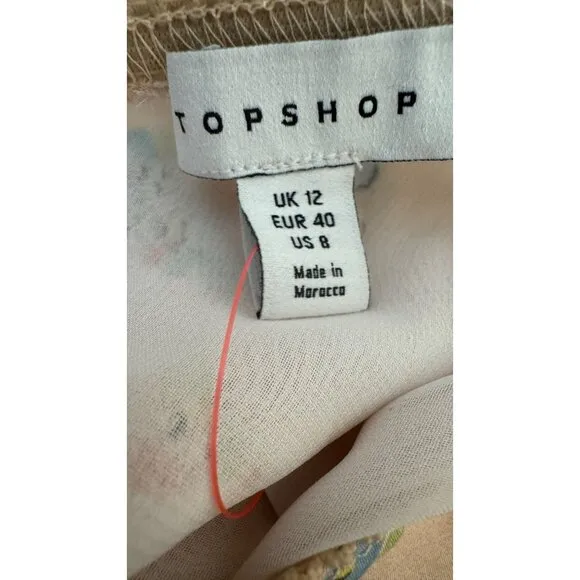 TOPSHOP
UK 12
EUR 40
US 8
Made in
Morocco